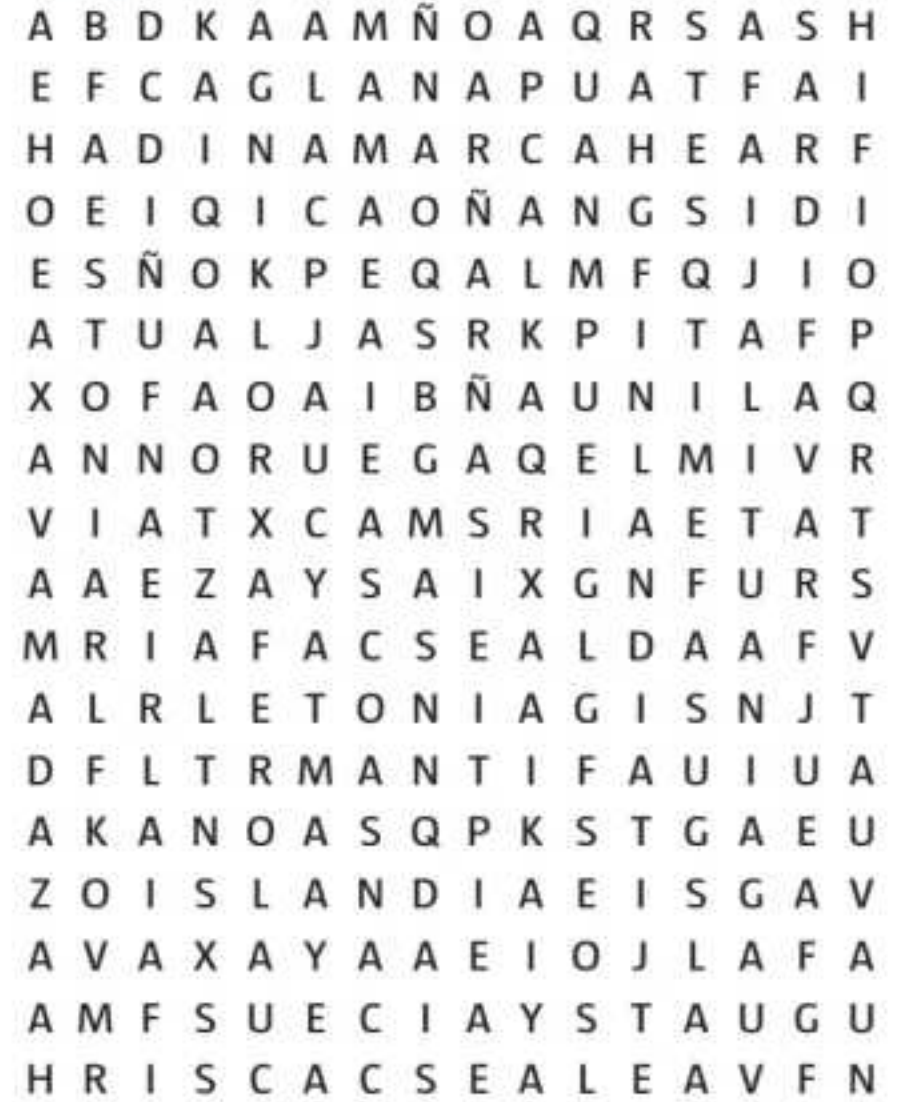 A B D K A A M Ñ O A Q R S A S H
E F C A G L A N A P U A T F A I
H A D I N A M A R C A H E A R F
O E I Q I C A O Ñ A N G S I D I
E S Ñ O K P E Q A L M F Q J I O
A T U A L J A S R K P I T A F P
X O F A O A I B Ñ A U N I L A Q
A N N O R U E G A Q E L M I V R
V I A T X C A M S R I A E T A T
A A E Z A Y S A I X G N F U R S
M R I A F A C S E A L D A A F V
A L R L E T O N I A G I S N J T
D F L T R M A N T I F A U I U A
A K A N O A S Q P K S T G A E U
Z O I S L A N D I A E I S G A V
A V A X A Y A A E I O J L A F A
A M F S U E C I A Y S T A U G U
H R I S C A C S E A L E A V F N